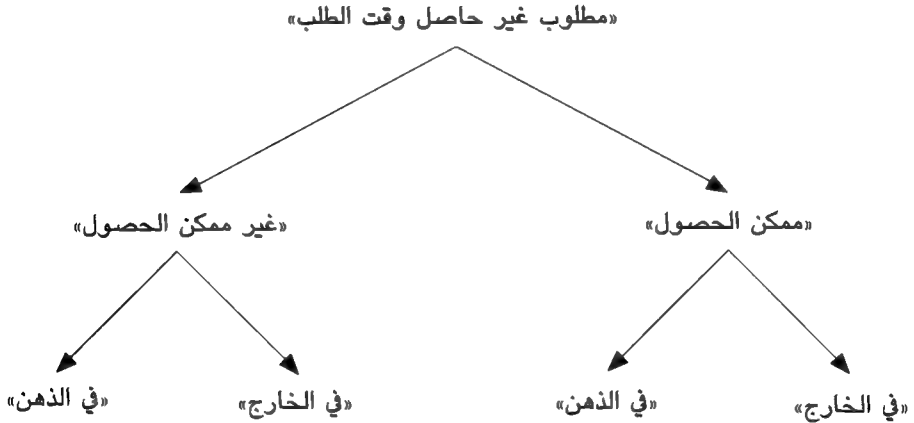 «مطلوب غير حاصل وقت الطلب»
«ممكن الحصول»
«غير ممكن الحصول»
«في الخارج»
«في الذهن»
«في الخارج»
«في الذهن»